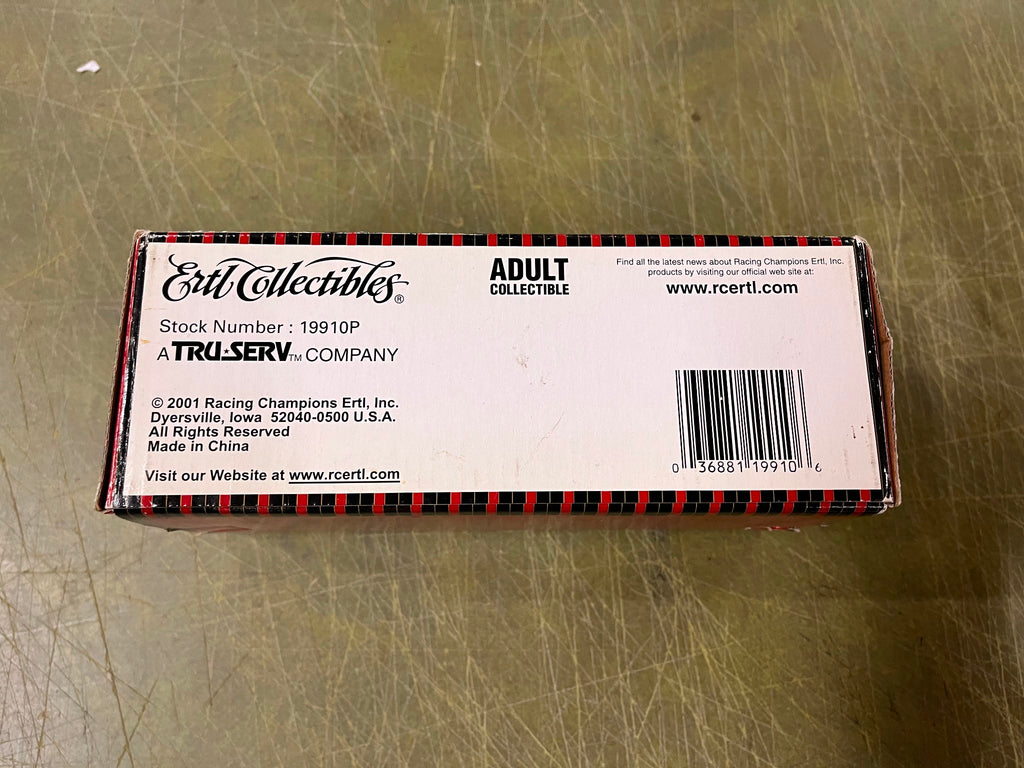 Ertl Collectibles®
ADULT
COLLECTIBLE
Find all the latest news about Racing Champions Ertl, Inc.
products by visiting our official web site at:
www.rcertl.com
Stock Number : 19910P
A TRU★SERV™ COMPANY
© 2001 Racing Champions Ertl, Inc.
Dyersville, Iowa 52040-0500 U.S.A.
All Rights Reserved
Made in China
Visit our Website at www.rcertl.com
0 36881 19910 6